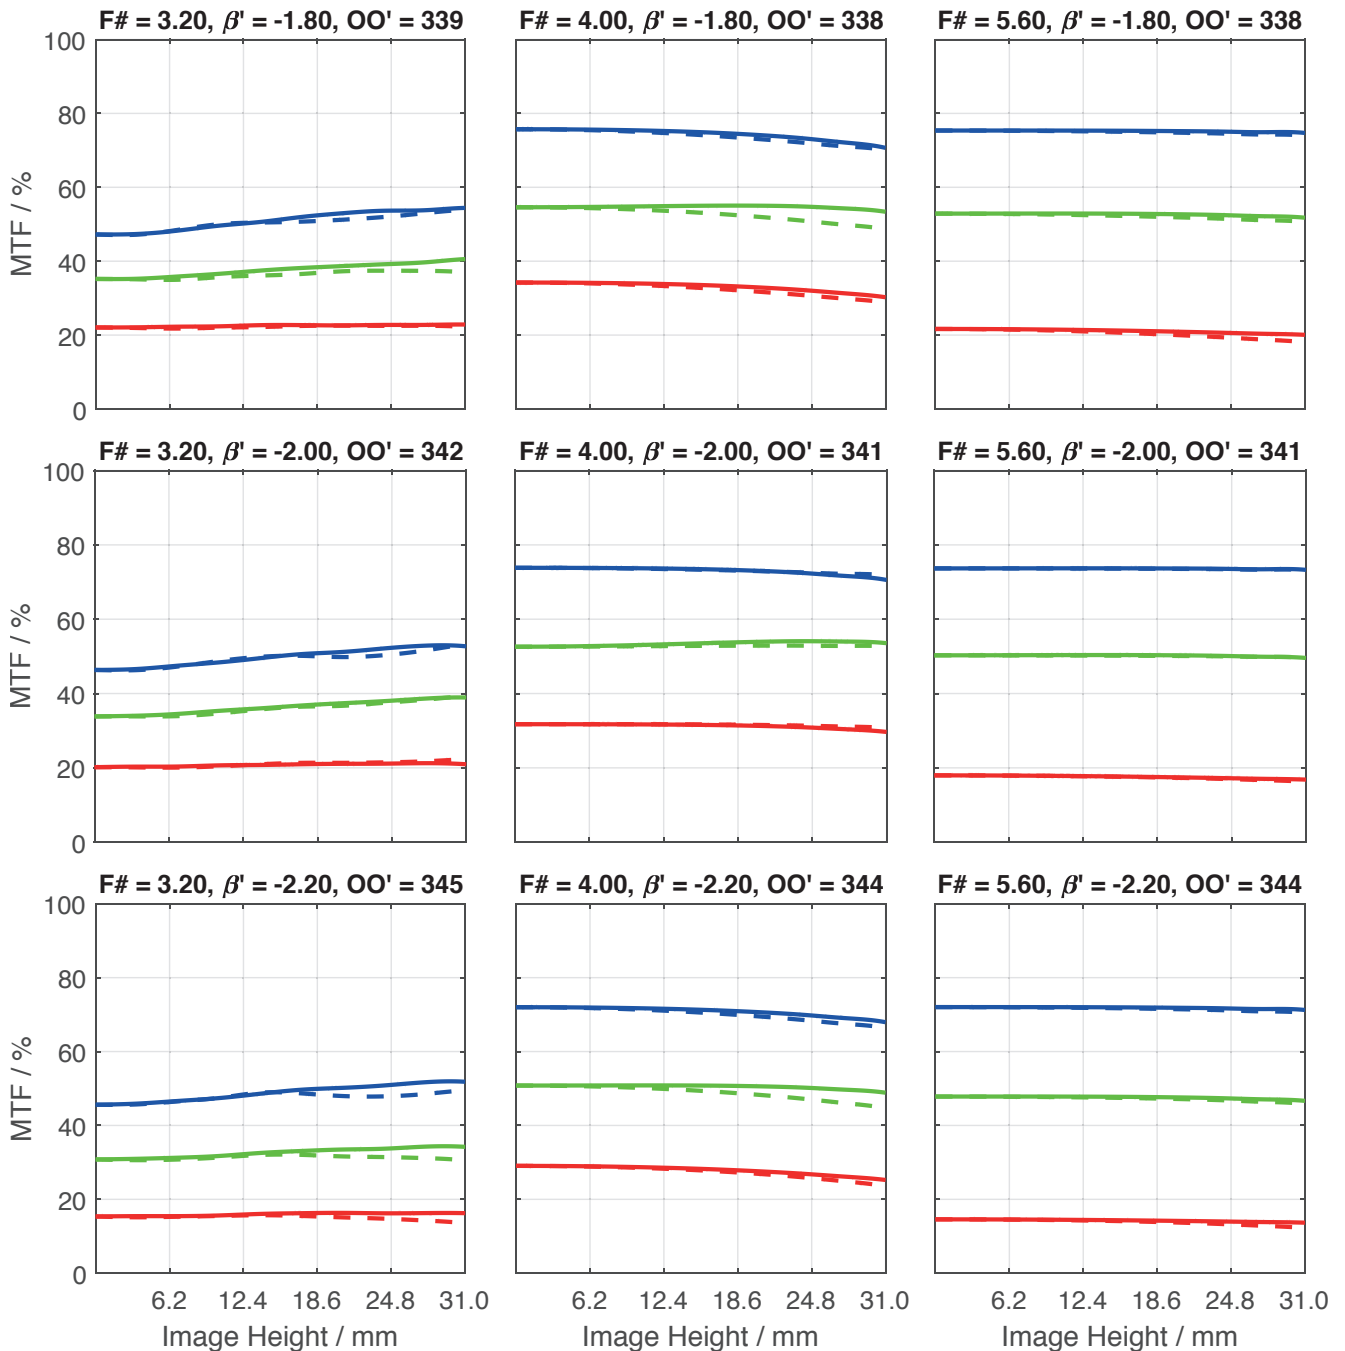 F# = 3.20, β' = -1.80, OO' = 339
F# = 4.00, β' = -1.80, OO' = 338
F# = 5.60, β' = -1.80, OO' = 338
100
80
60
40
20
0
MTF / %
F# = 3.20, β' = -2.00, OO' = 342
F# = 4.00, β' = -2.00, OO' = 341
F# = 5.60, β' = -2.00, OO' = 341
100
80
60
40
20
0
MTF / %
F# = 3.20, β' = -2.20, OO' = 345
F# = 4.00, β' = -2.20, OO' = 344
F# = 5.60, β' = -2.20, OO' = 344
100
80
60
40
20
0
MTF / %
6.2 12.4 18.6 24.8 31.0
6.2 12.4 18.6 24.8 31.0
6.2 12.4 18.6 24.8 31.0
Image Height / mm
Image Height / mm
Image Height / mm